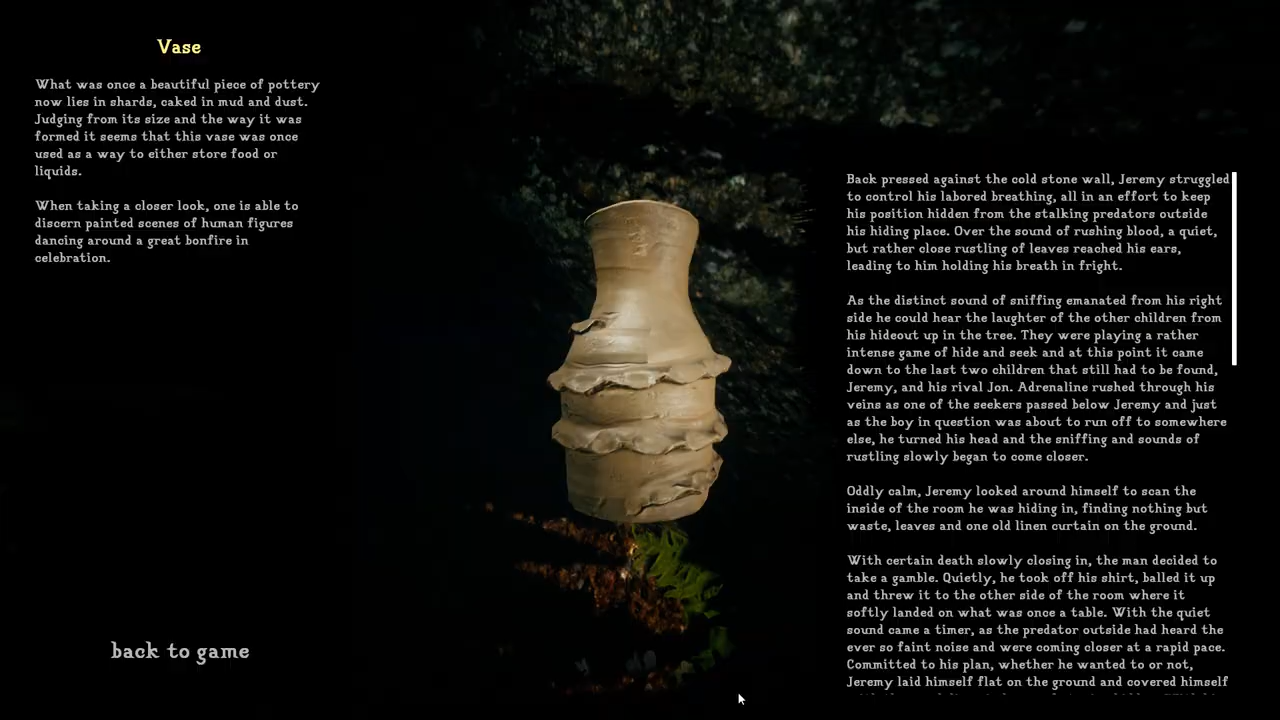 Vase
What was once a beautiful piece of pottery
now lies in shards, caked in mud and dust.
Judging from its size and the way it was
formed it seems that this vase was once
used as a way to either store food or
liquids.
When taking a closer look, one is able to
discern painted scenes of human figures
dancing around a great bonfire in
celebration.
back to game
Back pressed against the cold stone wall, Jeremy struggled
to control his labored breathing, all in an effort to keep
his position hidden from the stalking predators outside
his hiding place. Over the sound of rushing blood, a quiet,
but rather close rustling of leaves reached his ears,
leading to him holding his breath in fright.
As the distinct sound of sniffing emanated from his right
side he could hear the laughter of the other children from
his hideout up in the tree. They were playing a rather
intense game of hide and seek and at this point it came
down to the last two children that still had to be found,
Jeremy, and his rival Jon. Adrenaline rushed through his
veins as one of the seekers passed below Jeremy and just
as the boy in question was about to run off to somewhere
else, he turned his head and the sniffing and sounds of
rustling slowly began to come closer.
Oddly calm, Jeremy looked around himself to scan the
inside of the room he was hiding in, finding nothing but
waste, leaves and one old linen curtain on the ground.
With certain death slowly closing in, the man decided to
take a gamble. Quietly, he took off his shirt, balled it up
and threw it to the other side of the room where it
softly landed on what was once a table. With the quiet
sound came a timer, as the predator outside had heard the
ever so faint noise and were coming closer at a rapid pace.
Committed to his plan, whether he wanted to or not,
Jeremy laid himself flat on the ground and covered himself